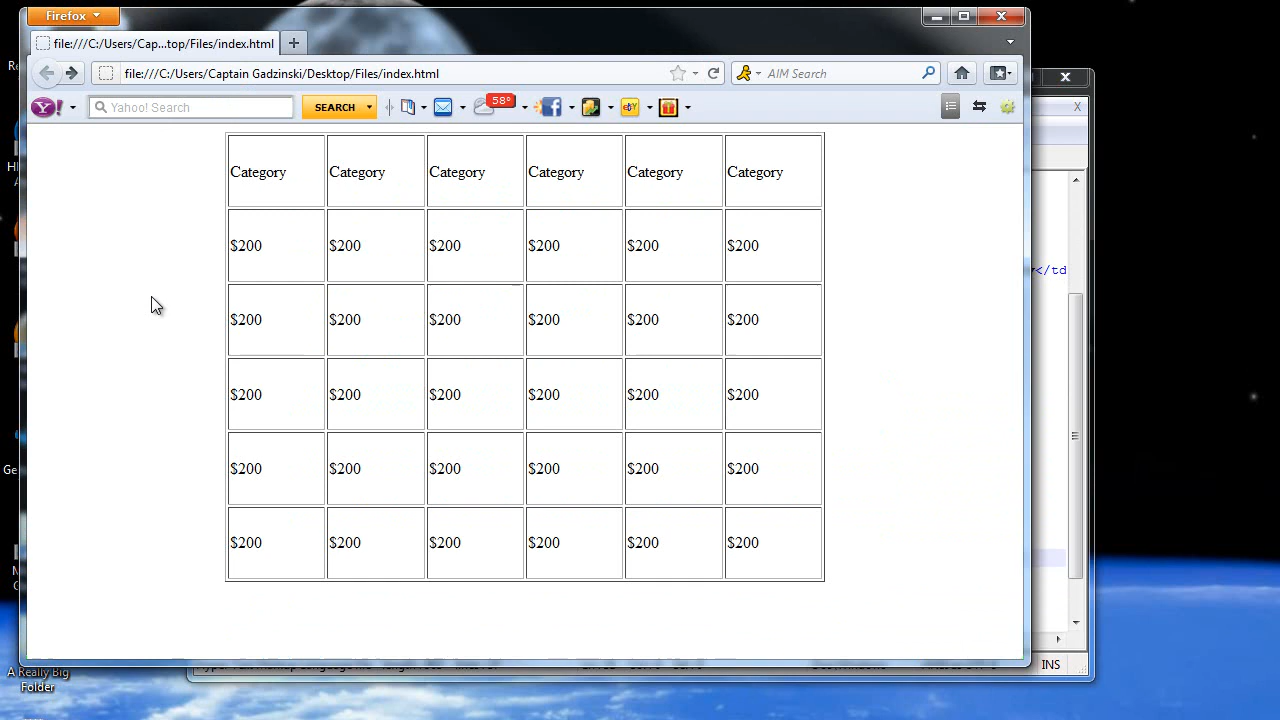 Firefox
file:///C:/Users/Cap...top/Files/index.html
file:///C:/Users/Captain Gadzinski/Desktop/Files/index.html
AIM Search
Yahoo! Search
SEARCH
58°
Category Category Category Category Category Category
$200 $200 $200 $200 $200 $200
$200 $200 $200 $200 $200 $200
$200 $200 $200 $200 $200 $200
$200 $200 $200 $200 $200 $200
$200 $200 $200 $200 $200 $200
/</td
INS
A Really Big
Folder